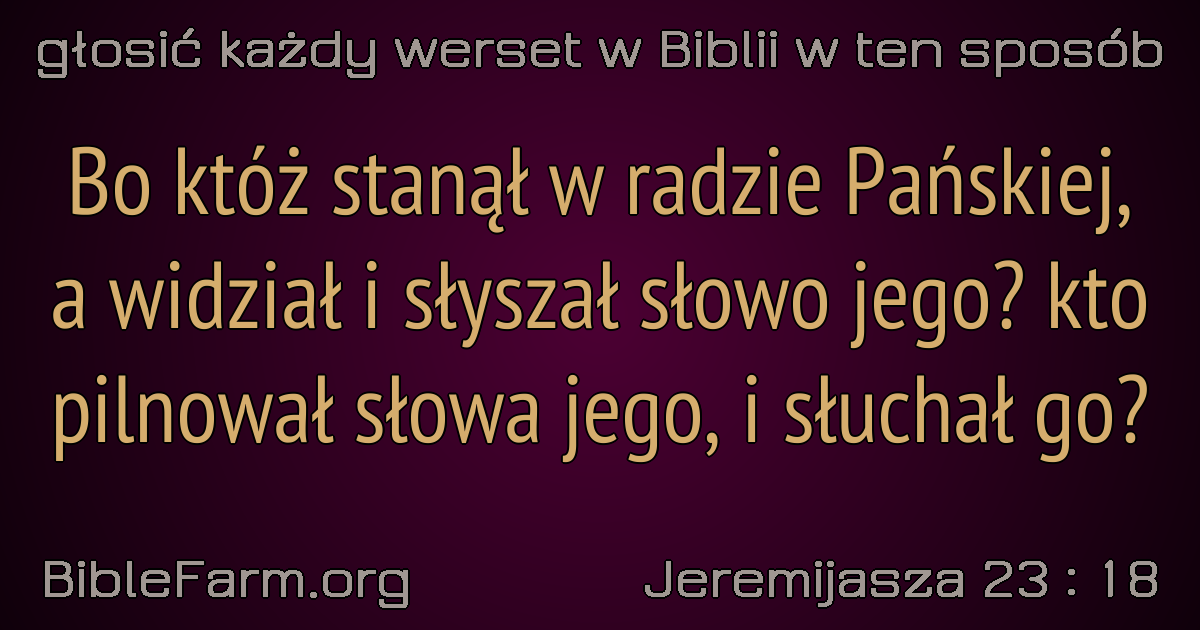 głosić każdy werset w Biblii w ten sposób
Bo któż stanął w radzie Pańskiej,
a widział i słyszał słowo jego? kto
pilnował słowa jego, i słuchał go?
BibleFarm.org
Jeremijasza 23 : 18